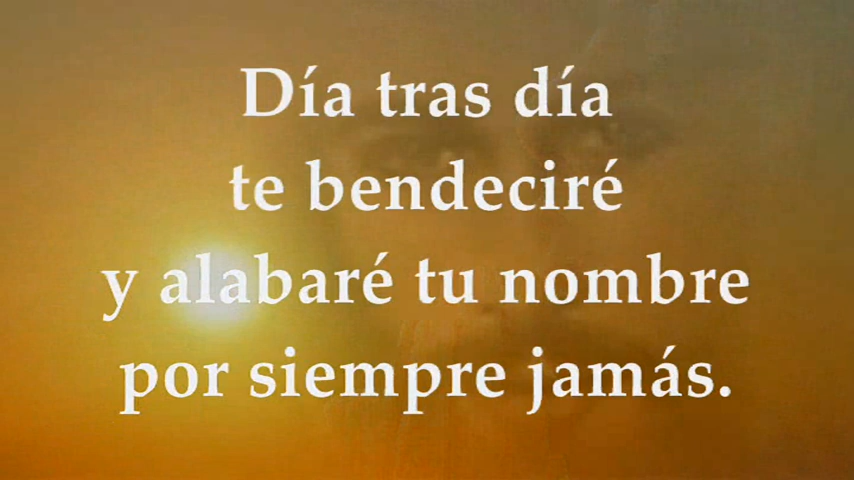 Día tras día
te bendeciré
y alabaré tu nombre
por siempre jamás.